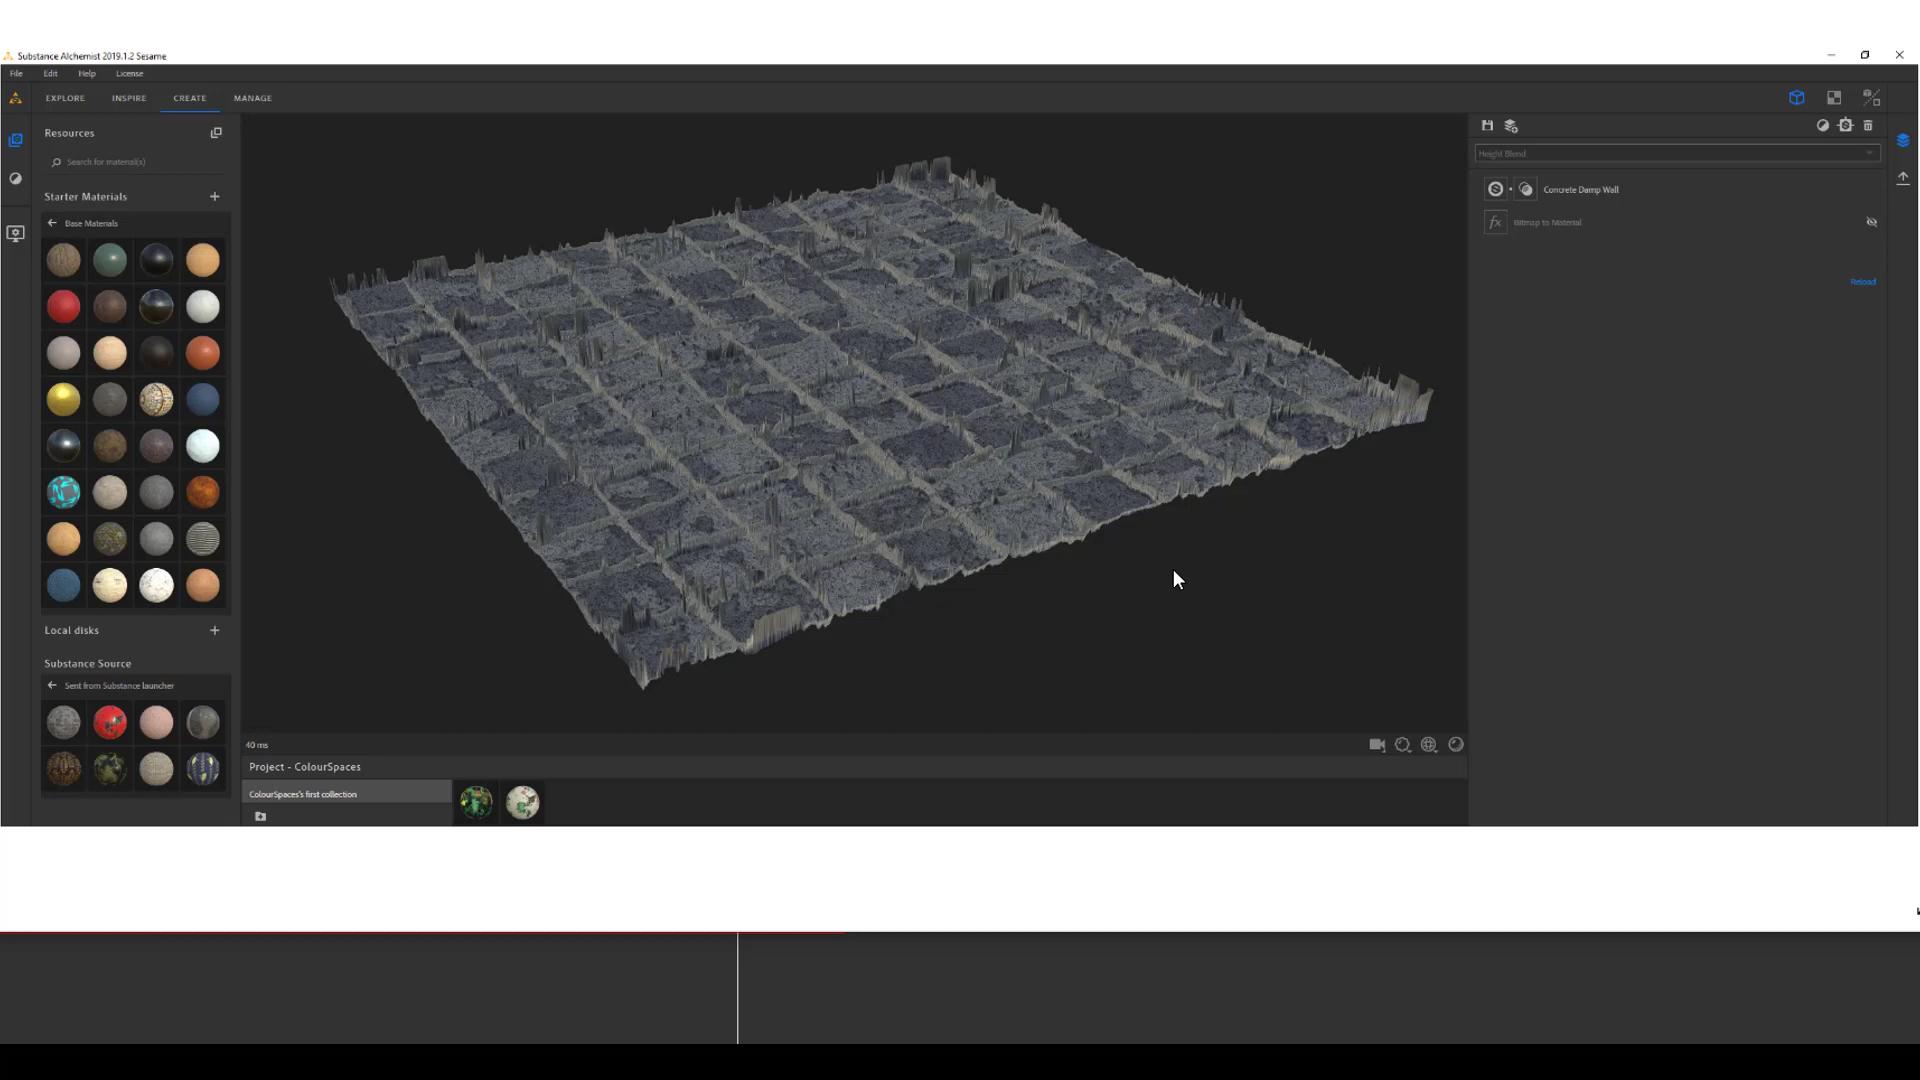 Substance Alchemist 2019.1.2 Sesame
File Edit Help License
EXPLORE INSPIRE CREATE MANAGE
Resources
Search for material(s)
Starter Materials
Base Materials
Local disks
Substance Source
Sent from Substance launcher
40 ms
Project - ColourSpaces
ColourSpaces's first collection
Height Blend
Concrete Damp Wall
fx Bitmap to Material
Reload